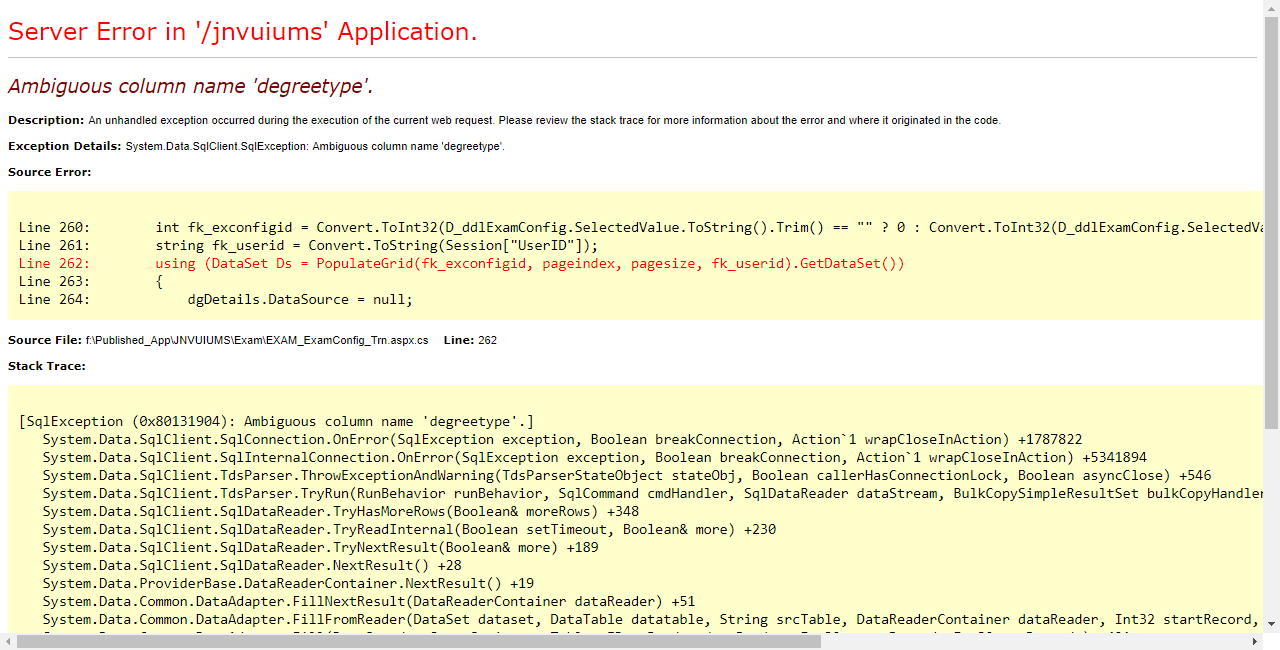 Server Error in '/jnvuiums' Application.
Ambiguous column name 'degreetype'.
Description: An unhandled exception occurred during the execution of the current web request. Please review the stack trace for more information about the error and where it originated in the code.
Exception Details: System.Data.SqlClient.SqlException: Ambiguous column name 'degreetype'.
Source Error:
Line 260:        int fk_exconfigid = Convert.ToInt32(D_ddlExamConfig.SelectedValue.ToString().Trim() == "" ? 0 : Convert.ToInt32(D_ddlExamConfig.SelectedVa
Line 261:        string fk_userid = Convert.ToString(Session["UserID"]);
Line 262:        using (DataSet Ds = PopulateGrid(fk_exconfigid, pageindex, pagesize, fk_userid).GetDataSet())
Line 263:        {
Line 264:            dgDetails.DataSource = null;
Source File: f:\Published_App\JNVUIUMS\Exam\EXAM_ExamConfig_Trn.aspx.cs    Line: 262
Stack Trace:
[SqlException (0x80131904): Ambiguous column name 'degreetype'.]
   System.Data.SqlClient.SqlConnection.OnError(SqlException exception, Boolean breakConnection, Action`1 wrapCloseInAction) +1787822
   System.Data.SqlClient.SqlInternalConnection.OnError(SqlException exception, Boolean breakConnection, Action`1 wrapCloseInAction) +5341894
   System.Data.SqlClient.TdsParser.ThrowExceptionAndWarning(TdsParserStateObject stateObj, Boolean callerHasConnectionLock, Boolean asyncClose) +546
   System.Data.SqlClient.TdsParser.TryRun(RunBehavior runBehavior, SqlCommand cmdHandler, SqlDataReader dataStream, BulkCopySimpleResultSet bulkCopyHandler
   System.Data.SqlClient.SqlDataReader.TryHasMoreRows(Boolean& moreRows) +348
   System.Data.SqlClient.SqlDataReader.TryReadInternal(Boolean setTimeout, Boolean& more) +230
   System.Data.SqlClient.SqlDataReader.TryNextResult(Boolean& more) +189
   System.Data.SqlClient.SqlDataReader.NextResult() +28
   System.Data.ProviderBase.DataReaderContainer.NextResult() +19
   System.Data.Common.DataAdapter.FillNextResult(DataReaderContainer dataReader) +51
   System.Data.Common.DataAdapter.FillFromReader(DataSet dataset, DataTable datatable, String srcTable, DataReaderContainer dataReader, Int32 startRecord,